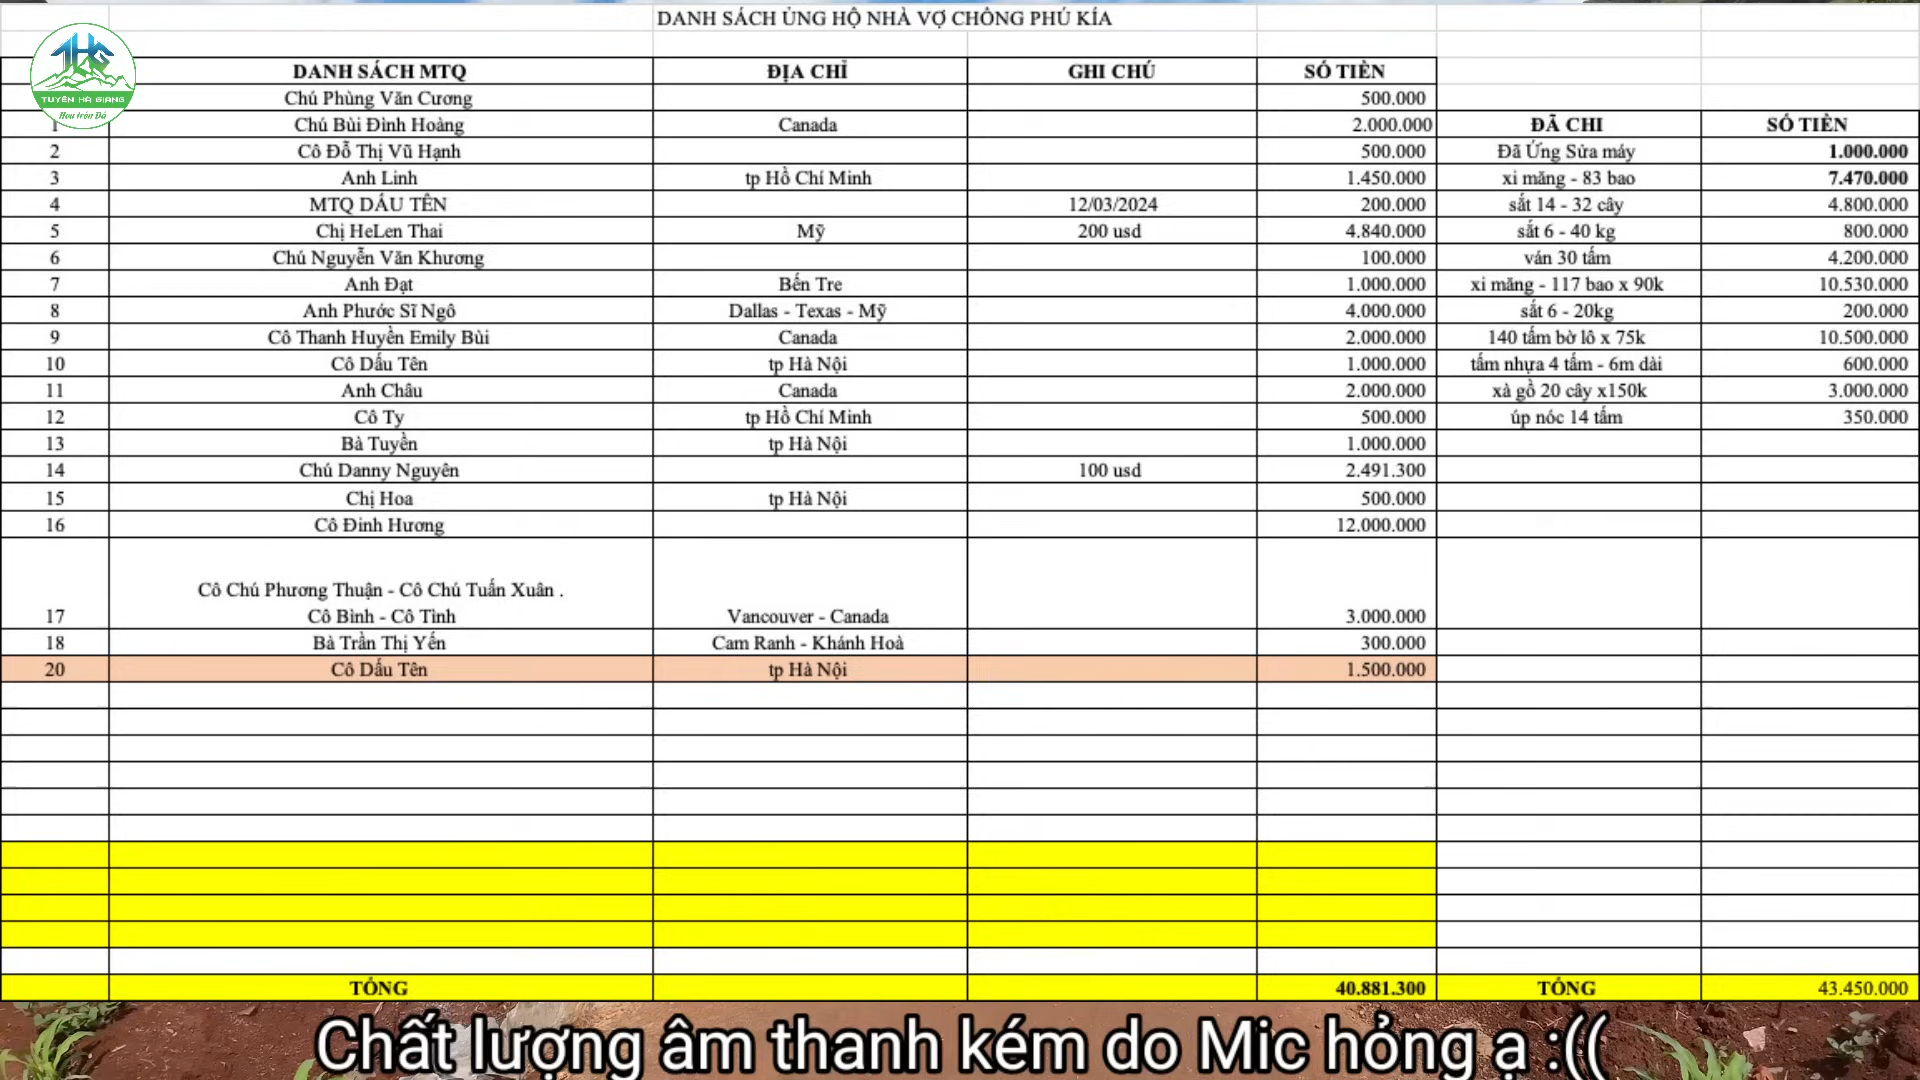 DANH SÁCH ỦNG HỘ NHÀ VỢ CHỒNG PHÚ KÍA
THG
TUYÊN HÀ GIANG
Hoa trên Đá
DANH SÁCH MTQ ĐỊA CHỈ GHI CHÚ SỐ TIỀN
Chú Phùng Văn Cương 500.000
1 Chú Bùi Đình Hoàng Canada 2.000.000 ĐÃ CHI SỐ TIỀN
2 Cô Đỗ Thị Vũ Hạnh 500.000 Đã Ứng Sửa máy 1.000.000
3 Anh Linh tp Hồ Chí Minh 1.450.000 xi măng - 83 bao 7.470.000
4 MTQ DẤU TÊN 12/03/2024 200.000 sắt 14 - 32 cây 4.800.000
5 Chị HeLen Thai Mỹ 200 usd 4.840.000 sắt 6 - 40 kg 800.000
6 Chú Nguyễn Văn Khương 100.000 ván 30 tấm 4.200.000
7 Anh Đạt Bến Tre 1.000.000 xi măng - 117 bao x 90k 10.530.000
8 Anh Phước Sĩ Ngô Dallas - Texas - Mỹ 4.000.000 sắt 6 - 20kg 200.000
9 Cô Thanh Huyền Emily Bùi Canada 2.000.000 140 tấm bờ lô x 75k 10.500.000
10 Cô Dấu Tên tp Hà Nội 1.000.000 tấm nhựa 4 tấm - 6m dài 600.000
11 Anh Châu Canada 2.000.000 xà gồ 20 cây x150k 3.000.000
12 Cô Ty tp Hồ Chí Minh 500.000 úp nóc 14 tấm 350.000
13 Bà Tuyền tp Hà Nội 1.000.000
14 Chú Danny Nguyên 100 usd 2.491.300
15 Chị Hoa tp Hà Nội 500.000
16 Cô Đinh Hương 12.000.000
Cô Chú Phương Thuận - Cô Chú Tuấn Xuân .
17 Cô Bình - Cô Tình Vancouver - Canada 3.000.000
18 Bà Trần Thị Yến Cam Ranh - Khánh Hoà 300.000
20 Cô Dấu Tên tp Hà Nội 1.500.000
TỔNG 40.881.300 TỔNG 43.450.000
Chất lượng âm thanh kém do Mic hỏng ạ :((